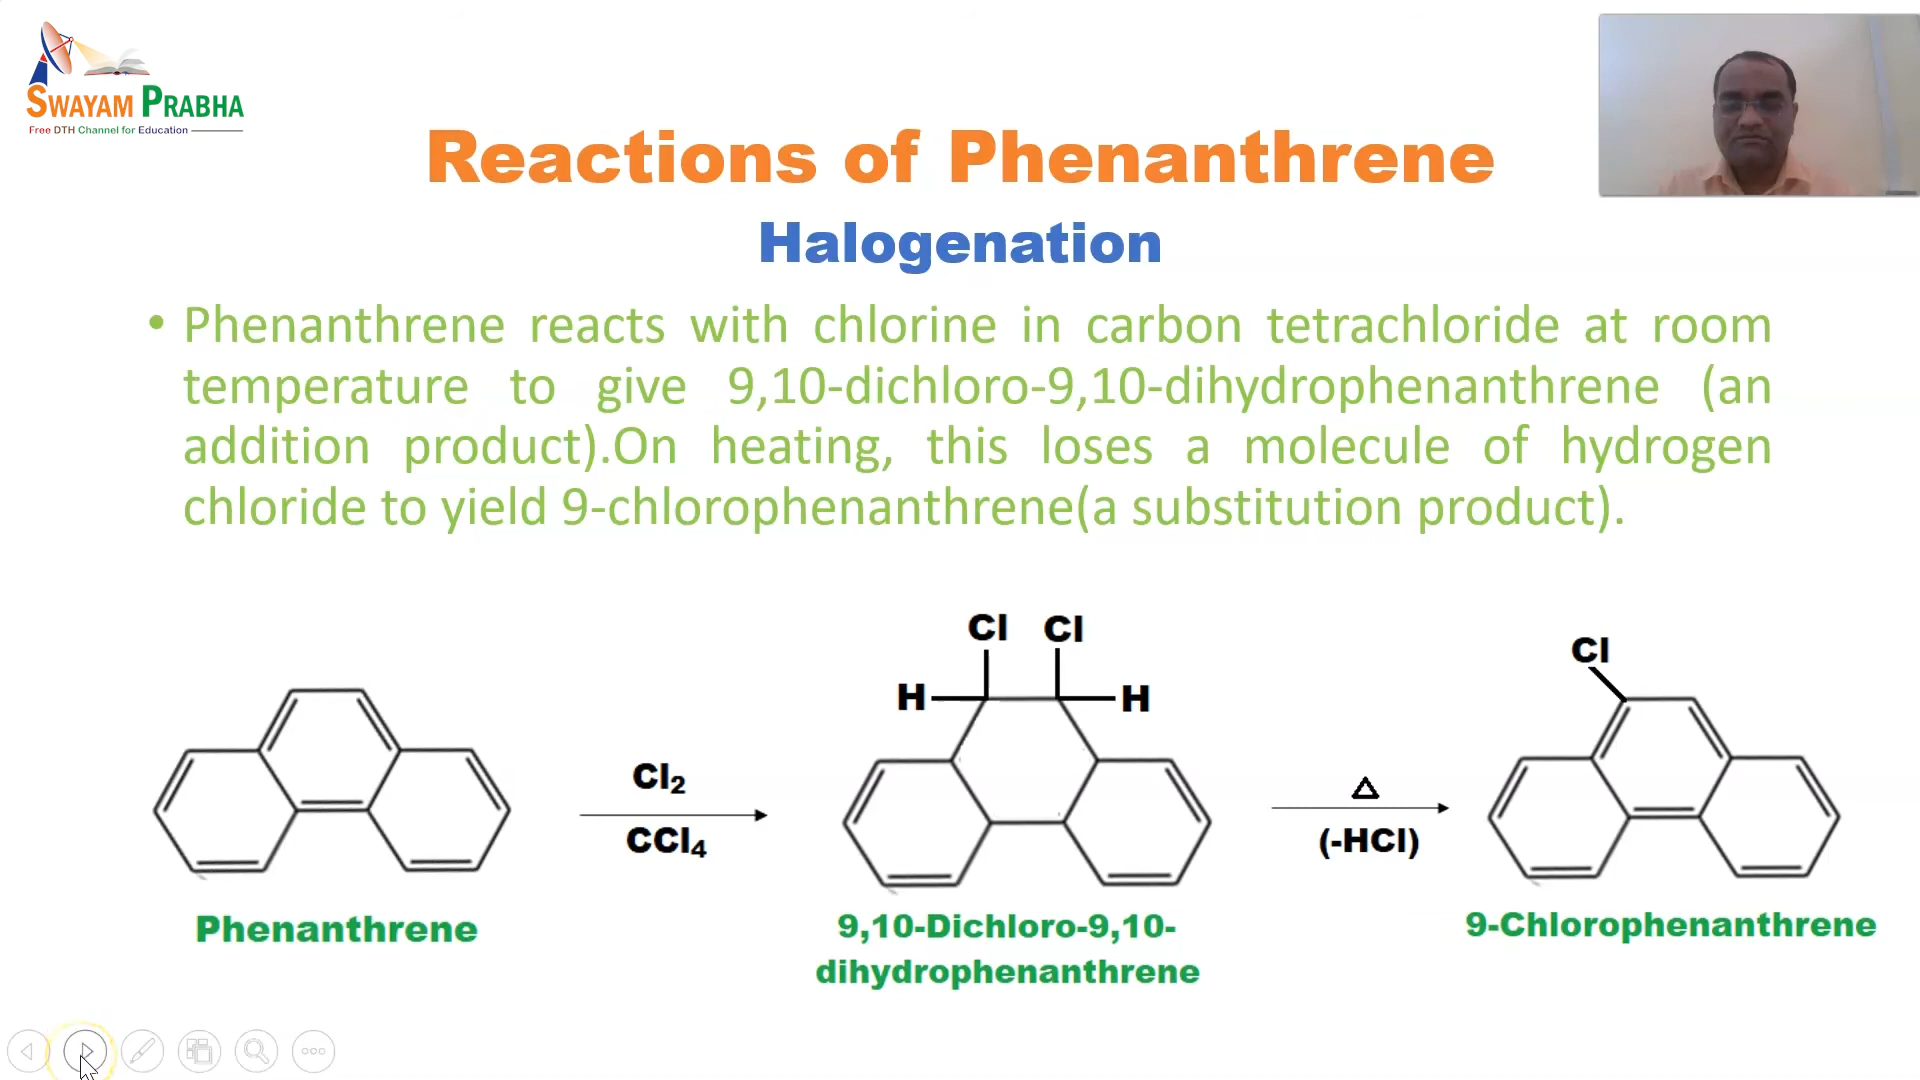 SWAYAM PRABHA
Free DTH Channel for Education
Reactions of Phenanthrene
Halogenation
• Phenanthrene reacts with chlorine in carbon tetrachloride at room
temperature to give 9,10-dichloro-9,10-dihydrophenanthrene (an
addition product).On heating, this loses a molecule of hydrogen
chloride to yield 9-chlorophenanthrene(a substitution product).
Cl Cl
H H
Cl
Cl₂
CCl₄
△
(-HCl)
Phenanthrene
9,10-Dichloro-9,10-
dihydrophenanthrene
9-Chlorophenanthrene